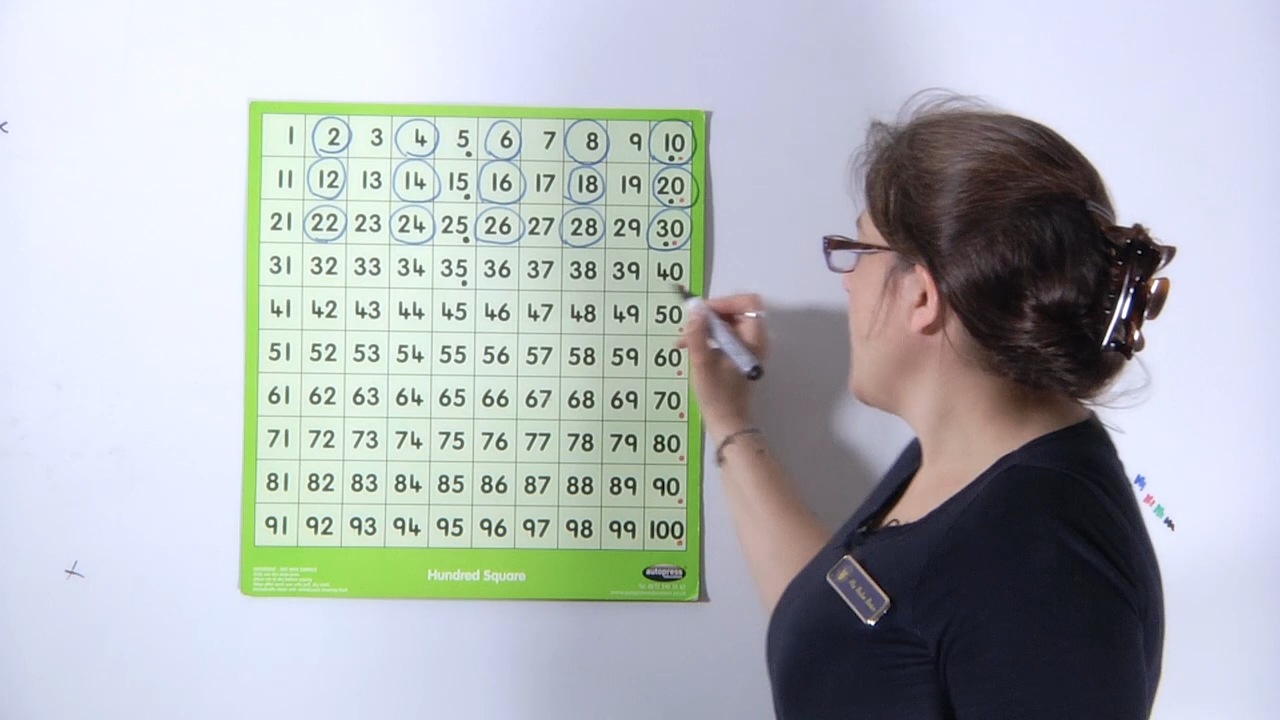 1 2 3 4 5 6 7 8 9 10
11 12 13 14 15 16 17 18 19 20
21 22 23 24 25 26 27 28 29 30
31 32 33 34 35 36 37 38 39 40
41 42 43 44 45 46 47 48 49 50
51 52 53 54 55 56 57 58 59 60
61 62 63 64 65 66 67 68 69 70
71 72 73 74 75 76 77 78 79 80
81 82 83 84 85 86 87 88 89 90
91 92 93 94 95 96 97 98 99 100
Hundred Square
autopress